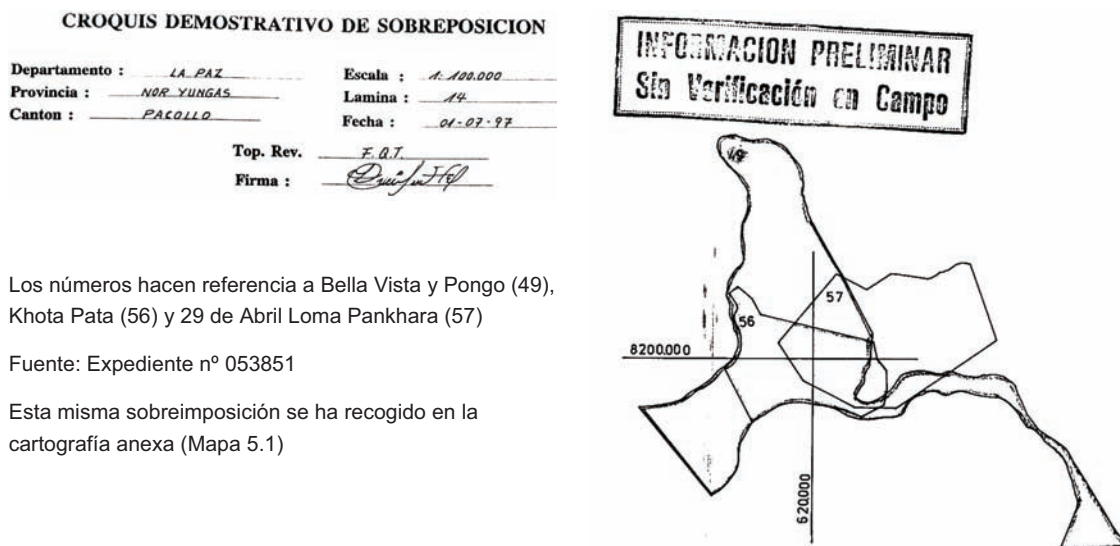 CROQUIS DEMOSTRATIVO DE SOBREPOSICION
Departamento : LA PAZ
Provincia : NOR YUNGAS
Canton : PACOLLO
Escala : 1: 100.000
Lamina : 14
Fecha : 01-07-97
Top. Rev. F.Q.T.
Firma :
INFORMACION PRELIMINAR
Sin Verificación en Campo
Los números hacen referencia a Bella Vista y Pongo (49),
Khota Pata (56) y 29 de Abril Loma Pankhara (57)
Fuente: Expediente nº 053851
Esta misma sobreimposición se ha recogido en la
cartografía anexa (Mapa 5.1)
49
57
56
8200.000
620.000